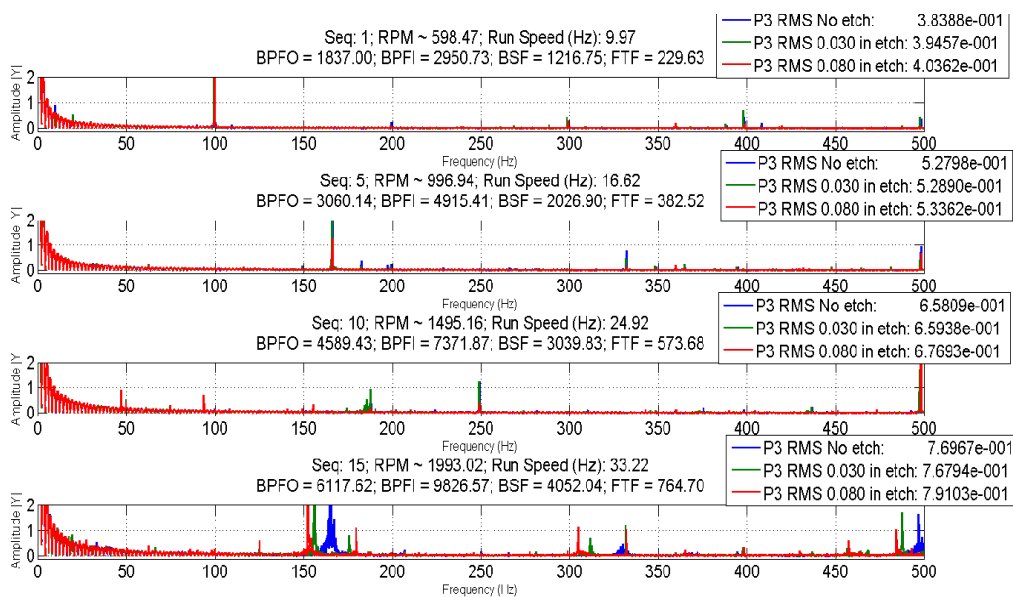 P3 RMS No etch: 3.8388e-001
P3 RMS 0.030 in etch: 3.9457e-001
P3 RMS 0.080 in etch: 4.0362e-001
Seq: 1; RPM ~ 598.47; Run Speed (Hz): 9.97
BPFO = 1837.00; BPFI = 2950.73; BSF = 1216.75; FTF = 229.63
Amplitude |Y|
2
1
0
0 50 100 150 200 250 300 350 400 450 500
Frequency (Hz)
P3 RMS No etch: 5.2798e-001
P3 RMS 0.030 in etch: 5.2890e-001
P3 RMS 0.080 in etch: 5.3362e-001
Seq: 5; RPM ~ 996.94; Run Speed (Hz): 16.62
BPFO = 3060.14; BPFI = 4915.41; BSF = 2026.90; FTF = 382.52
Amplitude |Y|
2
1
0
0 50 100 150 200 250 300 350 400 450 500
Frequency (Hz)
P3 RMS No etch: 6.5809e-001
P3 RMS 0.030 in etch: 6.5938e-001
P3 RMS 0.080 in etch: 6.7693e-001
Seq: 10; RPM ~ 1495.16; Run Speed (Hz): 24.92
BPFO = 4589.43; BPFI = 7371.87; BSF = 3039.83; FTF = 573.68
Amplitude |Y|
2
1
0
0 50 100 150 200 250 300 350 400 450 500
Frequency (Hz)
P3 RMS No etch: 7.6967e-001
P3 RMS 0.030 in etch: 7.6794e-001
P3 RMS 0.080 in etch: 7.9103e-001
Seq: 15; RPM ~ 1993.02; Run Speed (Hz): 33.22
BPFO = 6117.62; BPFI = 9826.57; BSF = 4052.04; FTF = 764.70
Amplitude |Y|
2
1
0
0 50 100 150 200 250 300 350 400 450 500
Frequency (Hz)